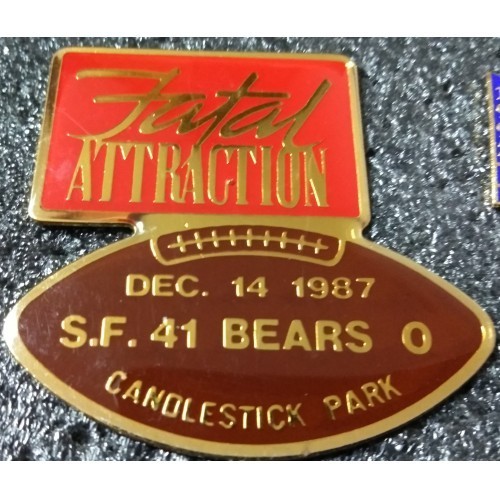 Fatal
ATTRACTION
DEC. 14 1987
S.F. 41 BEARS 0
CANDLESTICK PARK